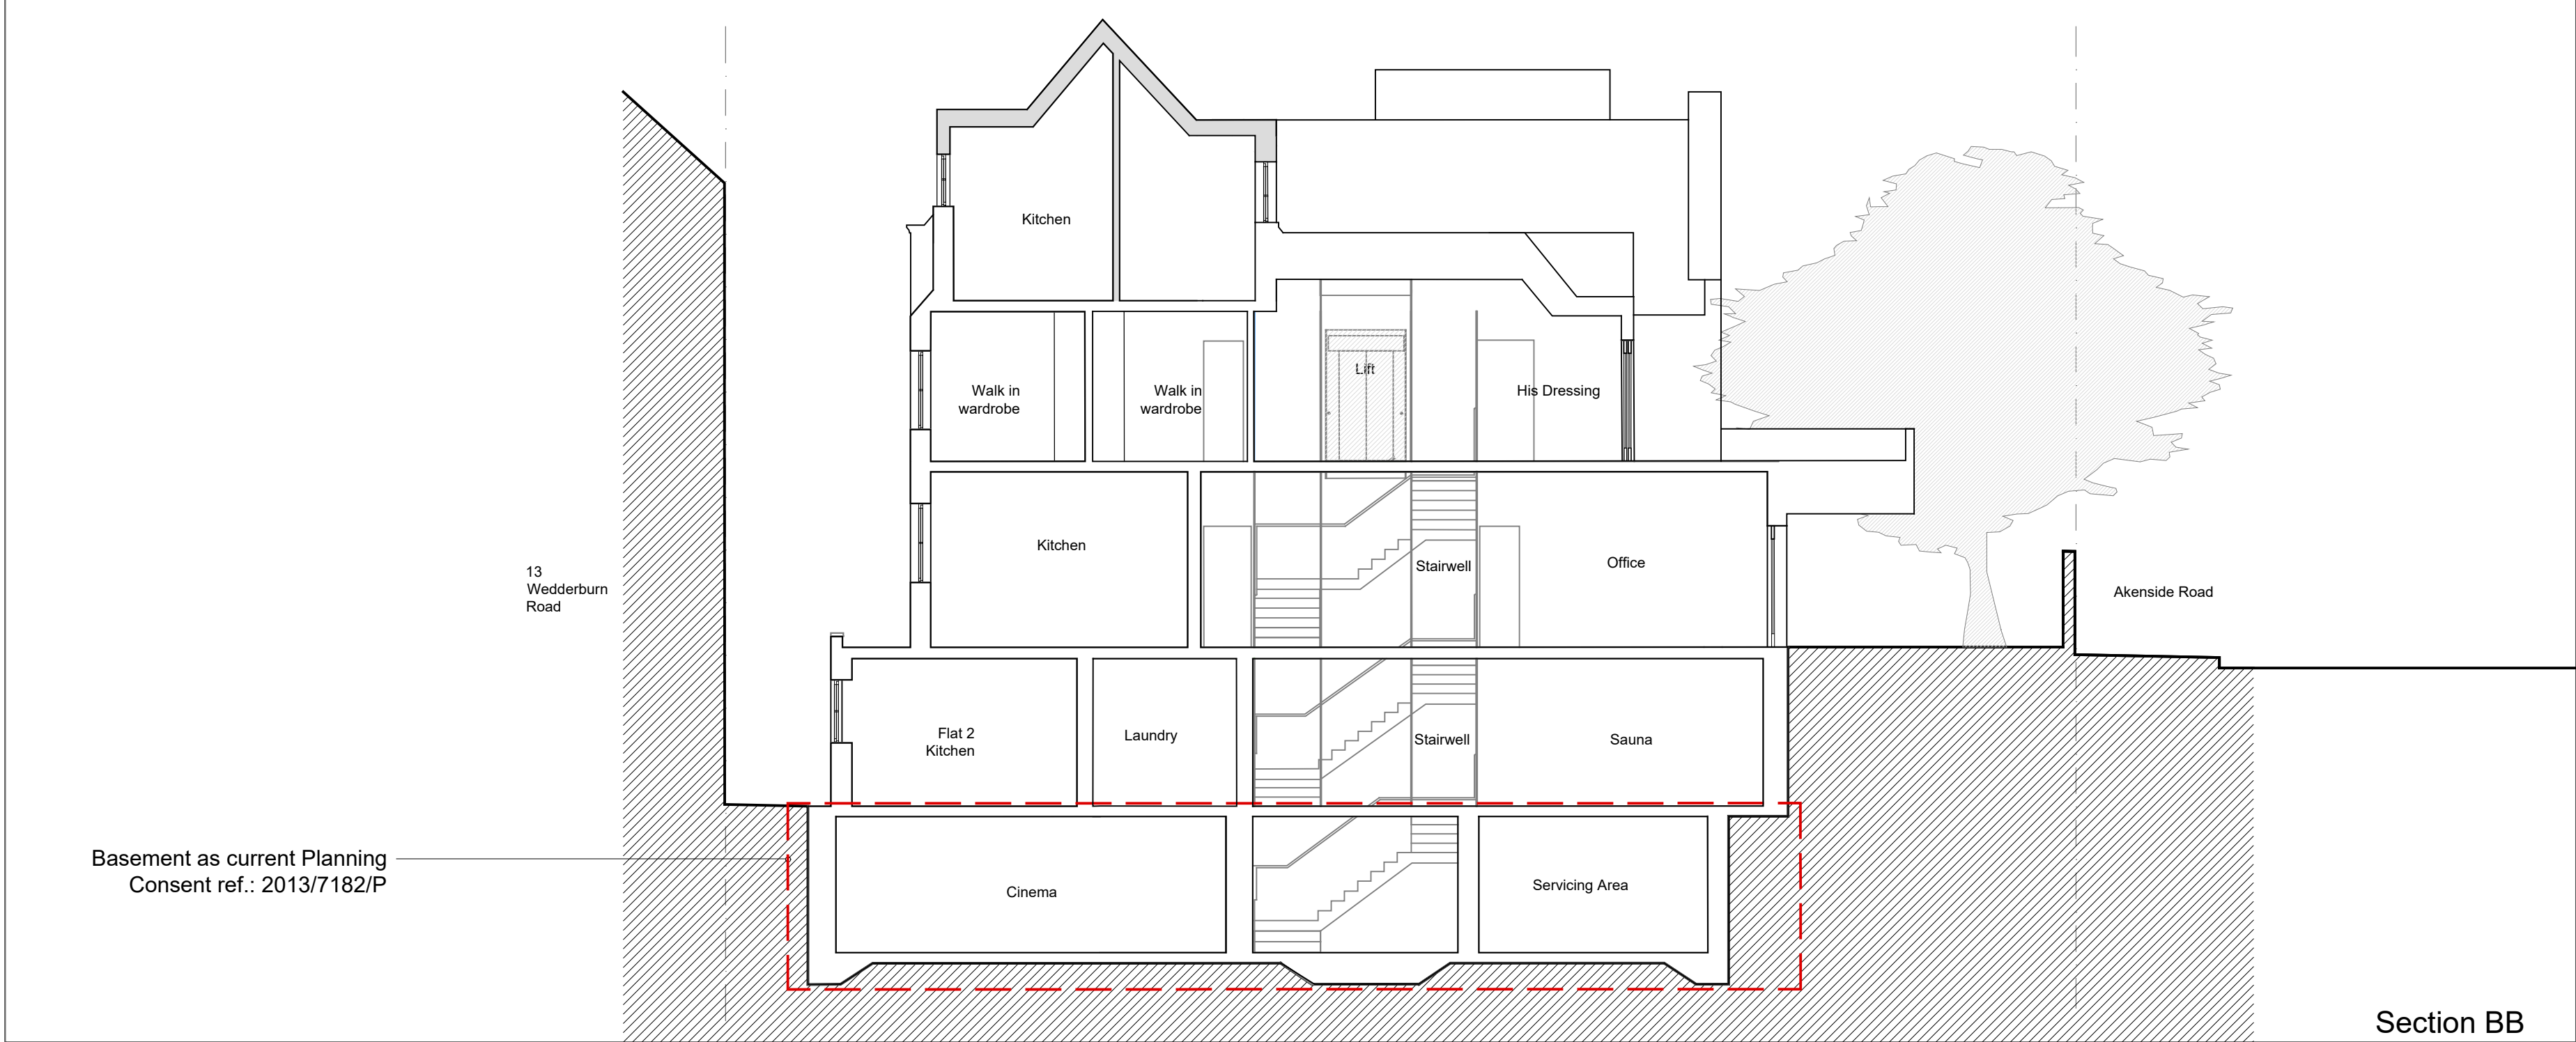 Kitchen
Walk in
wardrobe
Walk in
wardrobe
Lift
His Dressing
Kitchen
Stairwell
Office
13
Wedderburn
Road
Akenside Road
Flat 2
Kitchen
Laundry
Stairwell
Sauna
Basement as current Planning
Consent ref.: 2013/7182/P
Cinema
Servicing Area
Section BB